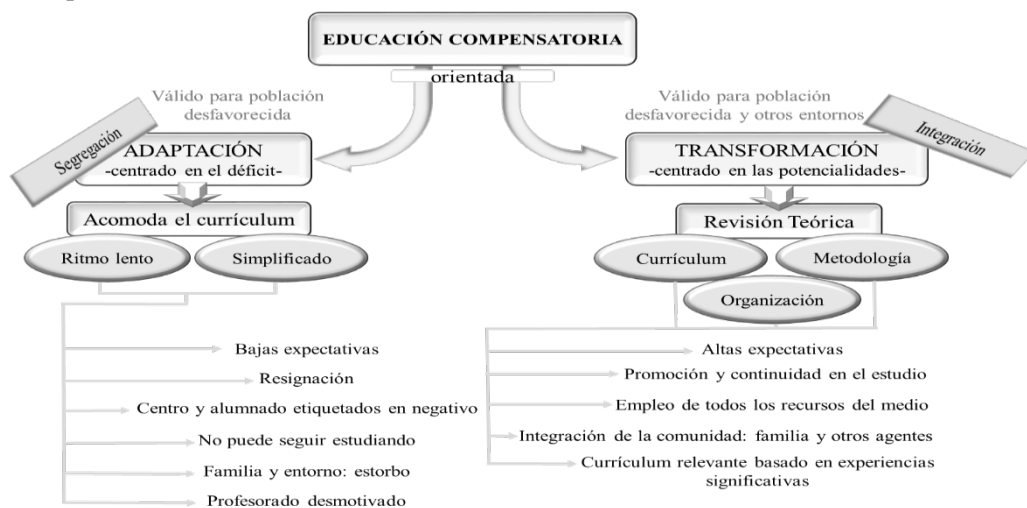 EDUCACIÓN COMPENSATORIA
orientada
Válido para población
desfavorecida
Segregación
ADAPTACIÓN
-centrado en el déficit-
Acomoda el currículum
Ritmo lento
Simplificado
Bajas expectativas
Resignación
Centro y alumnado etiquetados en negativo
No puede seguir estudiando
Familia y entorno: estorbo
Profesorado desmotivado
Válido para población
desfavorecida y otros entornos
Integración
TRANSFORMACIÓN
-centrado en las potencialidades-
Revisión Teórica
Currículum
Metodología
Organización
Altas expectativas
Promoción y continuidad en el estudio
Empleo de todos los recursos del medio
Integración de la comunidad: familia y otros agentes
Currículum relevante basado en experiencias
significativas